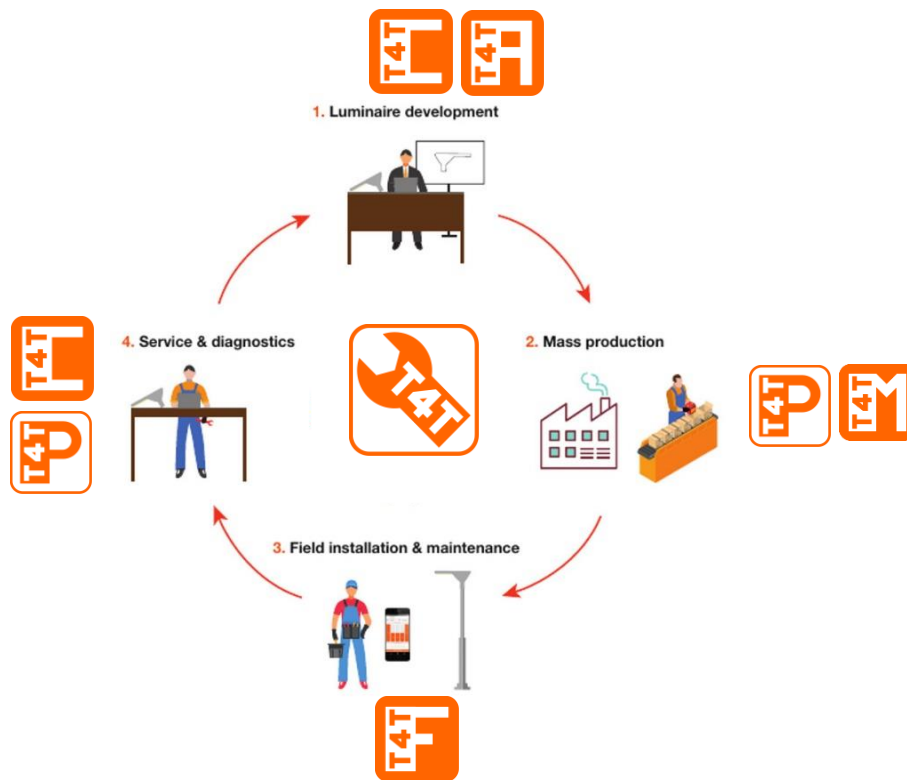 T4T T4T
1. Luminaire development
T4T
4. Service & diagnostics
T4T
2. Mass production
T4T P
T4T M
T4T P
3. Field installation & maintenance
T4T F